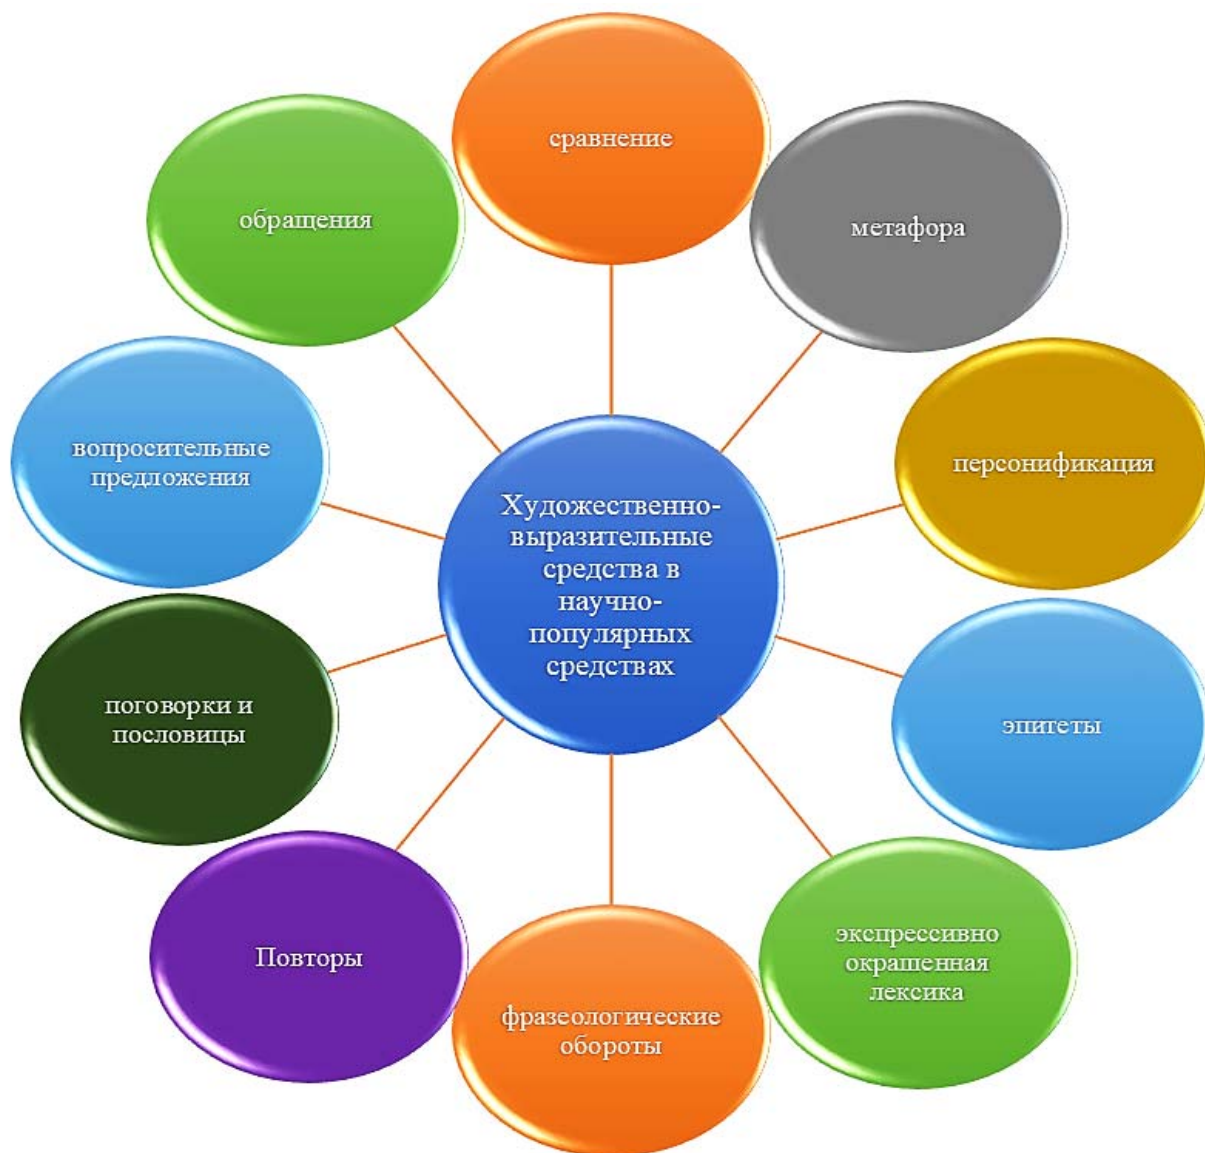 сравнение
метафора
персонификация
эпитеты
экспрессивно
окрашенная
лексика
фразеологические
обороты
Повторы
поговорки и
пословицы
вопросительные
предложения
обращения
Художественно-
выразительные
средства в
научно-
популярных
средствах